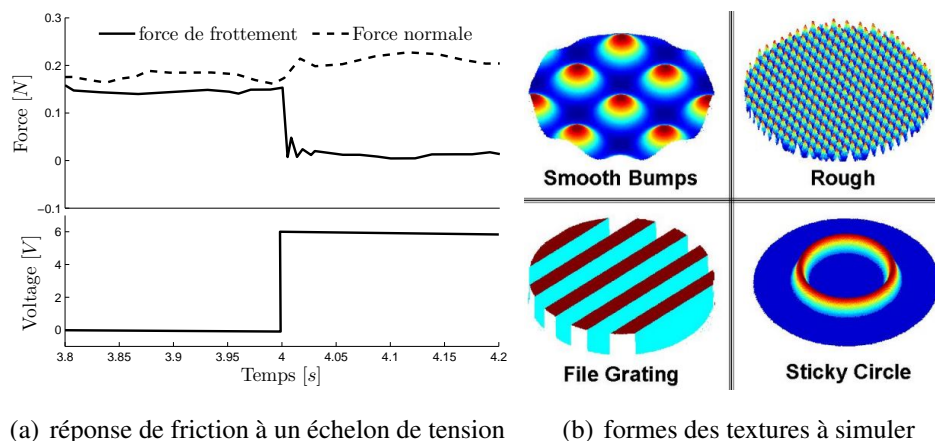 0.3
force de frottement
Force normale
0.2
0.1
0
−0.1
Force [N]
6
4
2
0
Voltage [V]
3.8
3.85
3.9
3.95
4
4.05
4.1
4.15
4.2
Temps [s]
Smooth Bumps
Rough
File Grating
Sticky Circle
(a) réponse de friction à un échelon de tension
(b) formes des textures à simuler